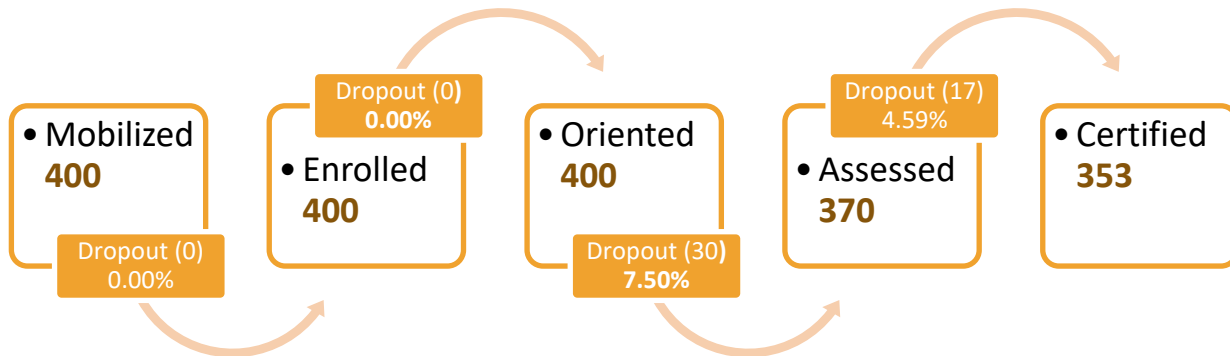 • Mobilized
400
Dropout (0)
0.00%
Dropout (0)
0.00%
• Enrolled
400
• Oriented
400
Dropout (30)
7.50%
Dropout (17)
4.59%
• Assessed
370
• Certified
353